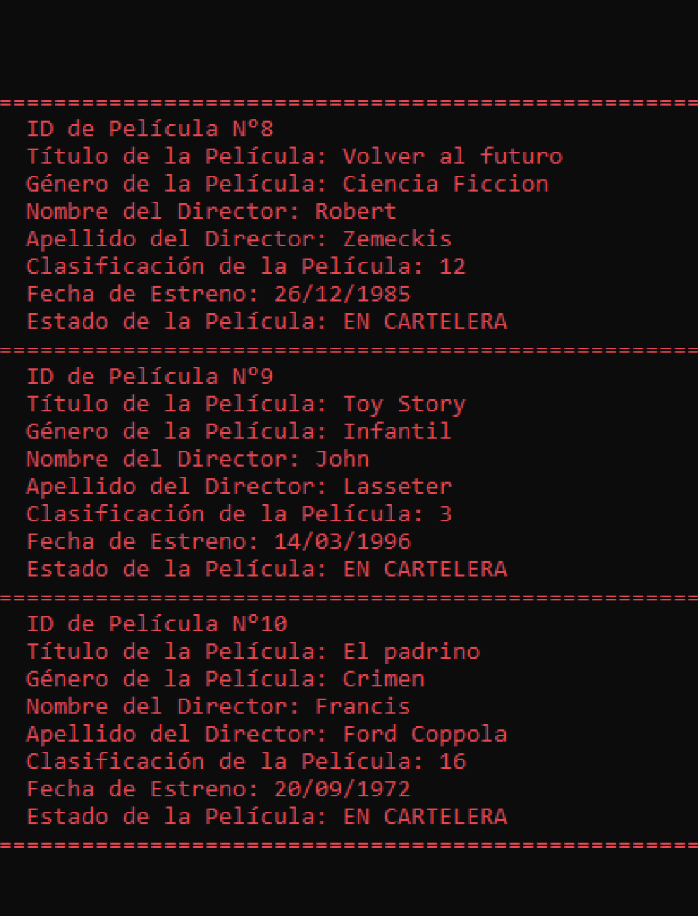 ID de Película Nº8
Título de la Película: Volver al futuro
Género de la Película: Ciencia Ficcion
Nombre del Director: Robert
Apellido del Director: Zemeckis
Clasificación de la Película: 12
Fecha de Estreno: 26/12/1985
Estado de la Película: EN CARTELERA
ID de Película Nº9
Título de la Película: Toy Story
Género de la Película: Infantil
Nombre del Director: John
Apellido del Director: Lasseter
Clasificación de la Película: 3
Fecha de Estreno: 14/03/1996
Estado de la Película: EN CARTELERA
ID de Película Nº10
Título de la Película: El padrino
Género de la Película: Crimen
Nombre del Director: Francis
Apellido del Director: Ford Coppola
Clasificación de la Película: 16
Fecha de Estreno: 20/09/1972
Estado de la Película: EN CARTELERA